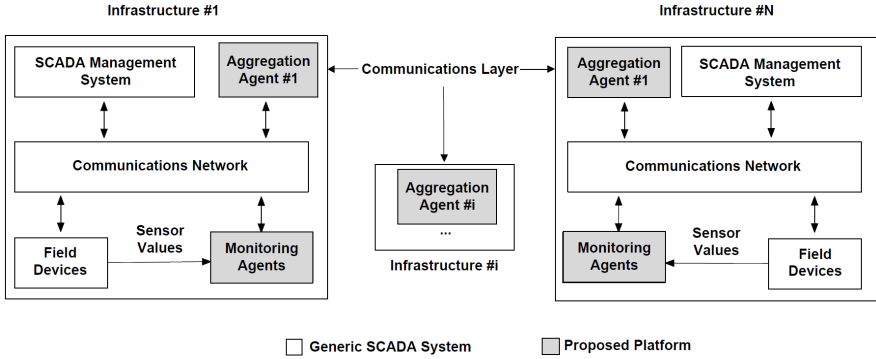 Infrastructure #1
Infrastructure #N
SCADA Management
System
Aggregation
Agent #1
Communications Layer
Aggregation
Agent #1
SCADA Management
System
Communications Network
Communications Network
Aggregation
Agent #i
...
Infrastructure #i
Sensor
Values
Field
Devices
Monitoring
Agents
Monitoring
Agents
Sensor
Values
Field
Devices
Generic SCADA System
Proposed Platform